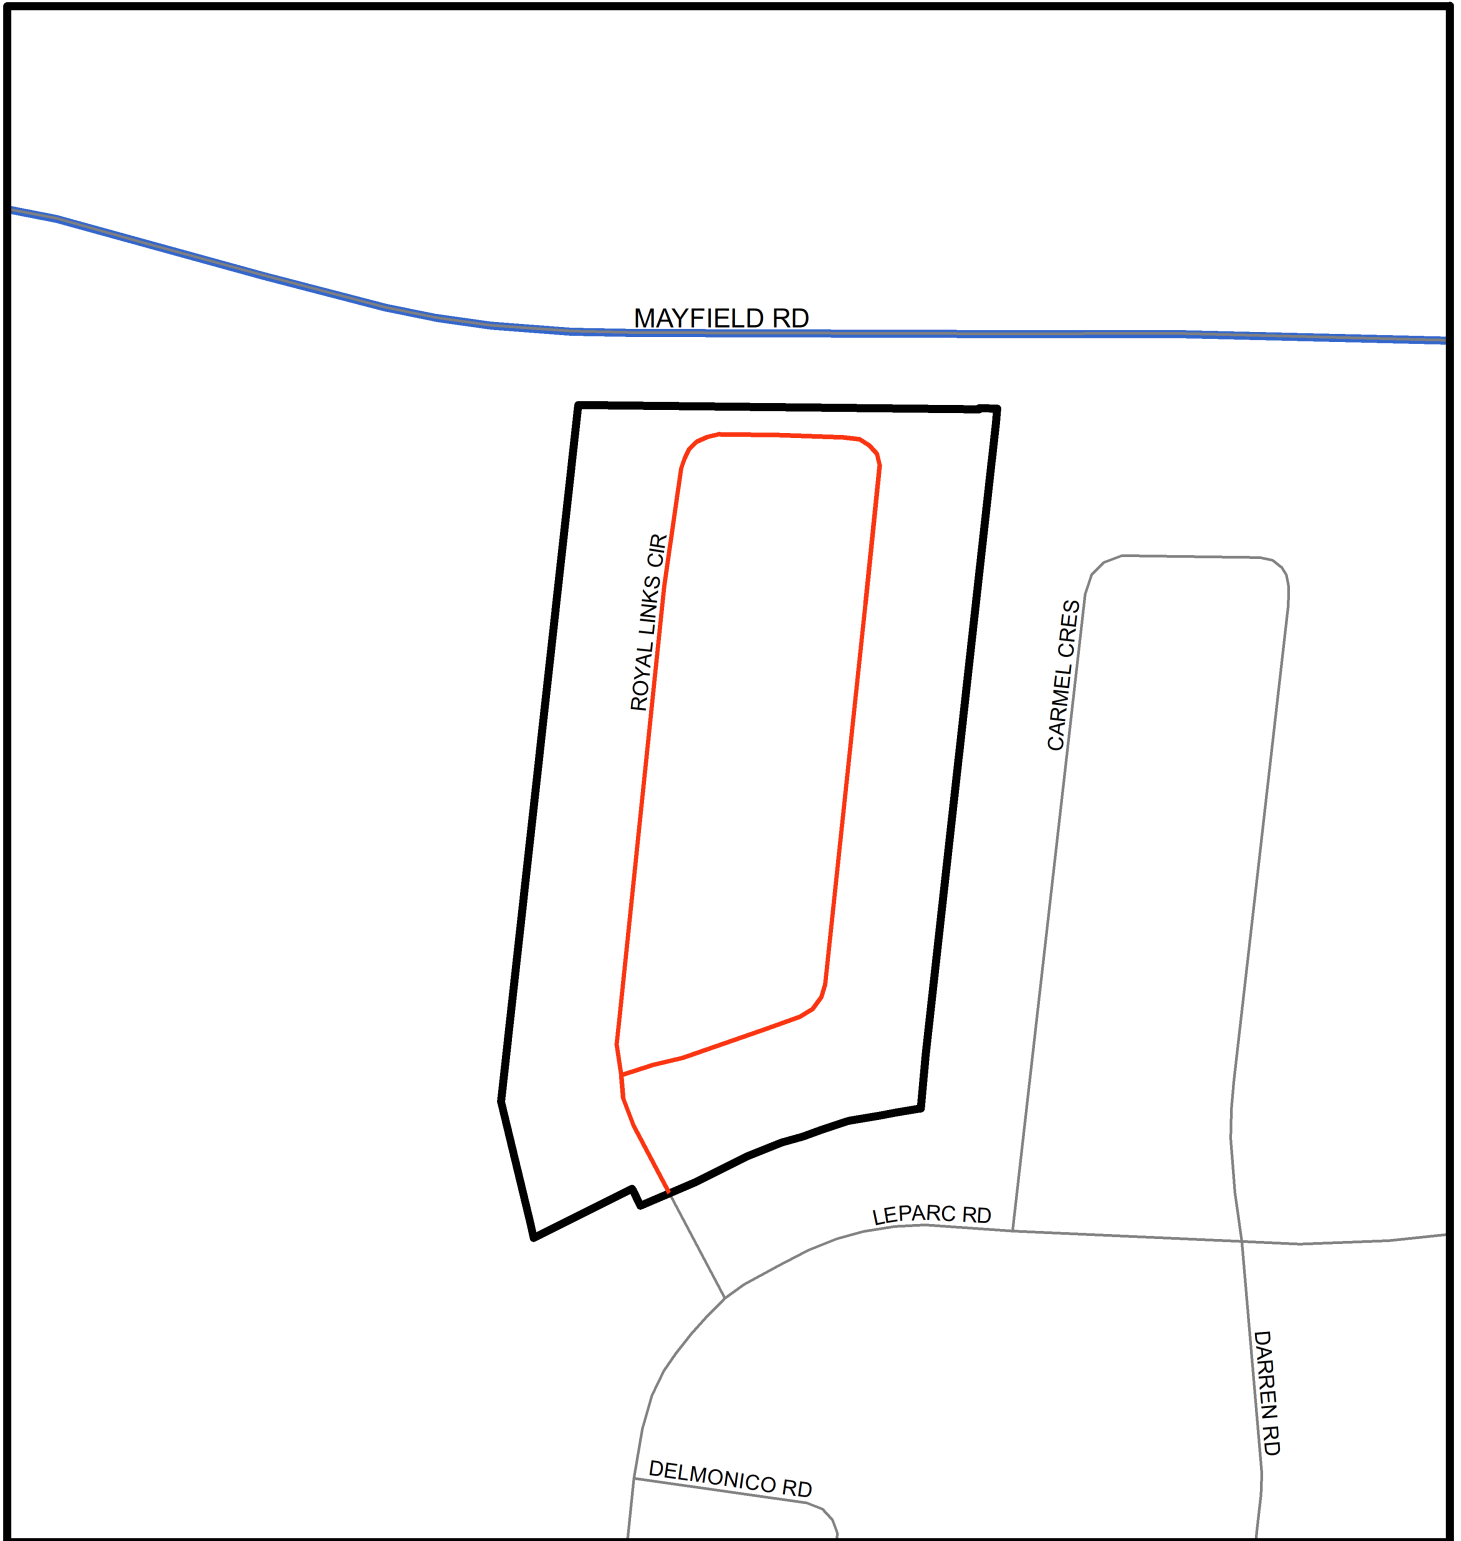 MAYFIELD RD
ROYAL LINKS CIR
CARMEL CRES
LEPARC RD
DARREN RD
DELMONICO RD